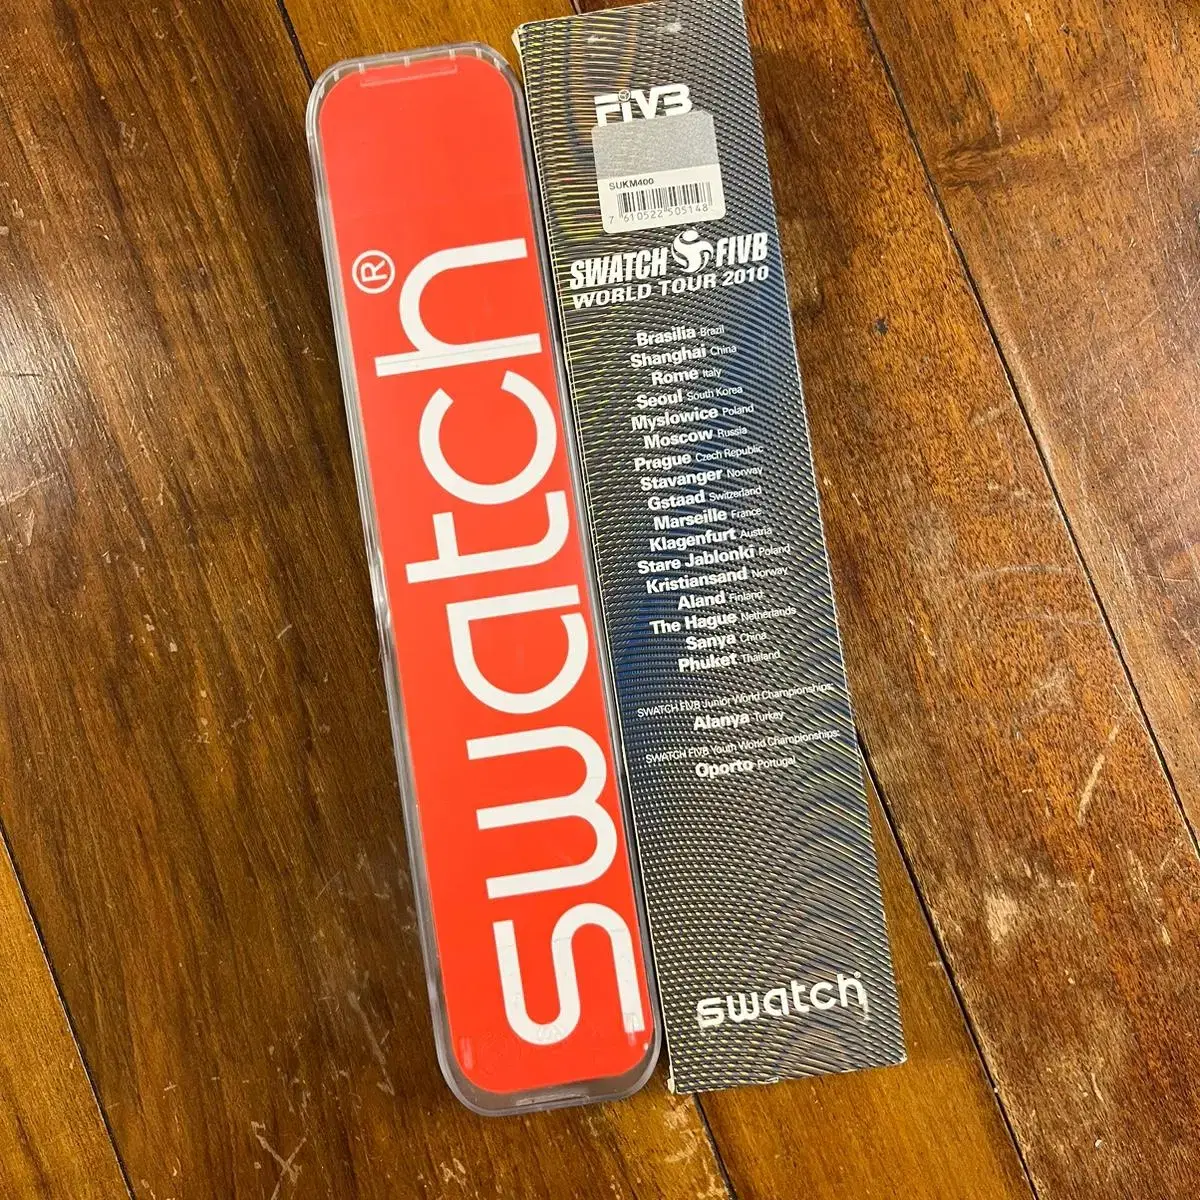 swatch®
FIVB
SUKM400
7 610522 505148
SWATCH FIVB
WORLD TOUR 2010
Brasilia Brazil
Shanghai China
Rome Italy
Seoul South Korea
Myslowice Poland
Moscow Russia
Prague Czech Republic
Stavanger Norway
Gstaad Switzerland
Marseille France
Klagenfurt Austria
Stare Jablonki Poland
Kristiansand Norway
Aland Finland
The Hague Netherlands
Sanya China
Phuket Thailand
SWATCH FIVB Junior World Championships:
Alanya Turkey
SWATCH FIVB Youth World Championships:
Oporto Portugal
swatch